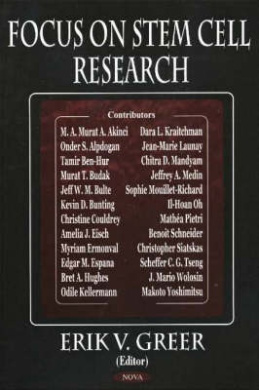 FOCUS ON STEM CELL
RESEARCH
Contributors
M. A. Murat A. Akinci
Onder S. Alpdogan
Tamir Ben-Hur
Murat T. Budak
Jeff W. M. Bulte
Kevin D. Bunting
Christine Couldrey
Amelia J. Eisch
Myriam Ermonval
Edgar M. Espana
Bret A. Hughes
Odile Kellermann
Dara L. Kraitchman
Jean-Marie Launay
Chitra D. Mandyam
Jeffrey A. Medin
Sophie Mouillet-Richard
Il-Hoan Oh
Mathéa Pietri
Benoit Schneider
Christopher Siatskas
Scheffer C. G. Tseng
J. Mario Wolosin
Makoto Yoshimitsu
ERIK V. GREER
(Editor)
NOVA